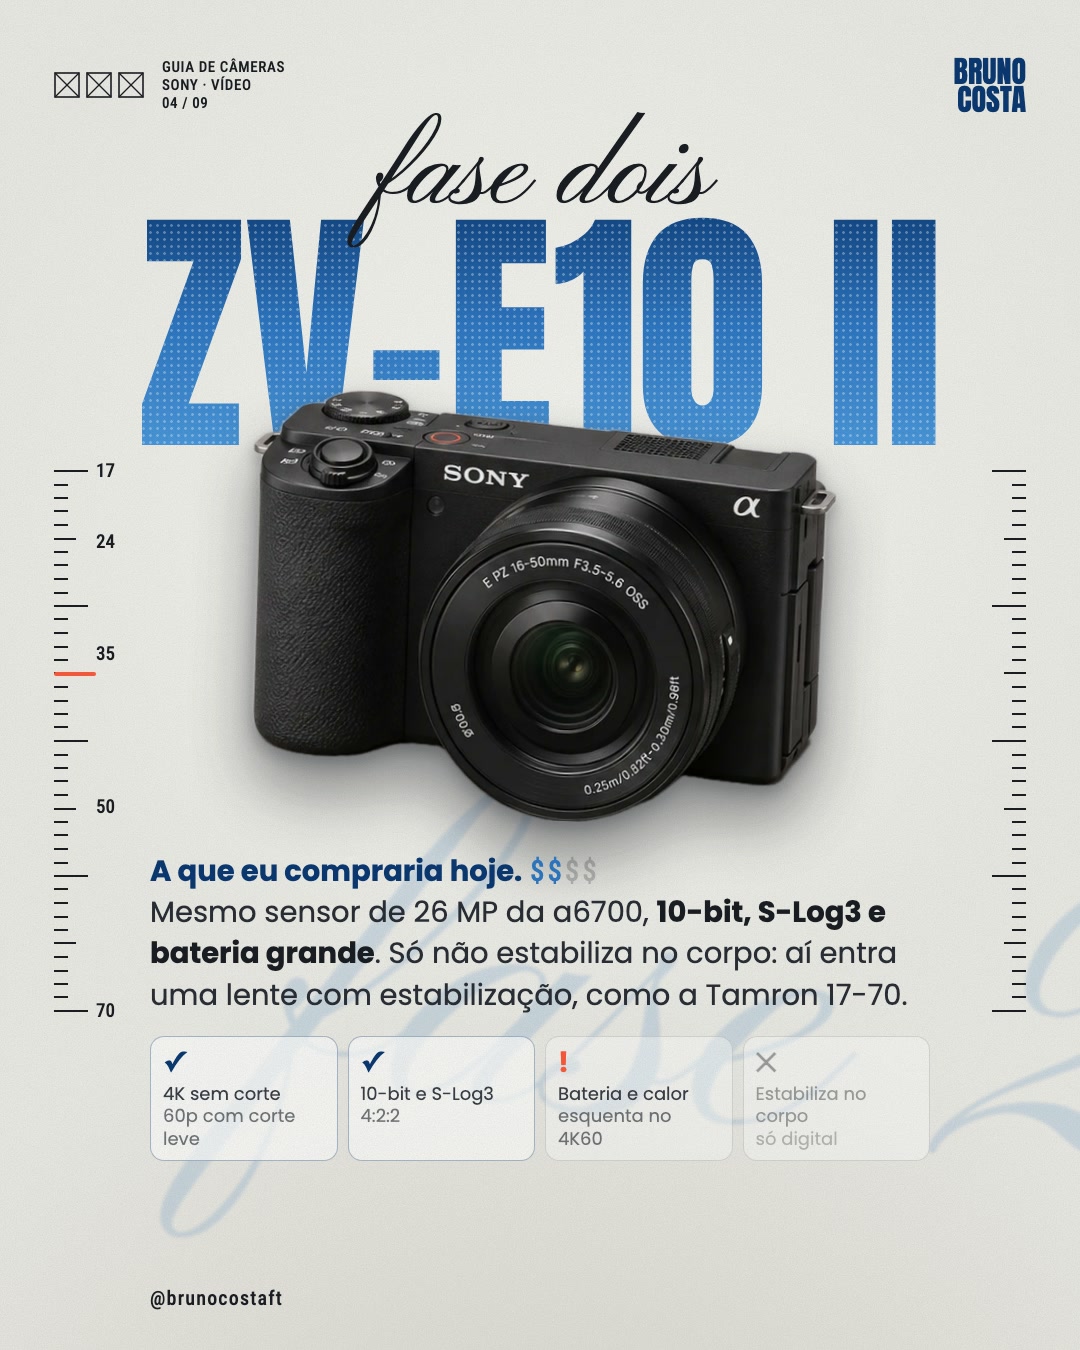 GUIA DE CÂMERAS
SONY · VÍDEO
04 / 09
BRUNO
COSTA
fase dois
ZV-E10 II
SONY
α
E PZ 16-50mm F3.5-5.6 OSS
0.25m/0.82ft-0.30m/0.98ft
17
24
35
50
70
A que eu compraria hoje. $$$$
Mesmo sensor de 26 MP da a6700, 10-bit, S-Log3 e
bateria grande. Só não estabiliza no corpo: aí entra
uma lente com estabilização, como a Tamron 17-70.
✓
4K sem corte
60p com corte
leve
✓
10-bit e S-Log3
4:2:2
!
Bateria e calor
esquenta no
4K60
×
Estabiliza no
corpo
só digital
fase
@brunocostaft